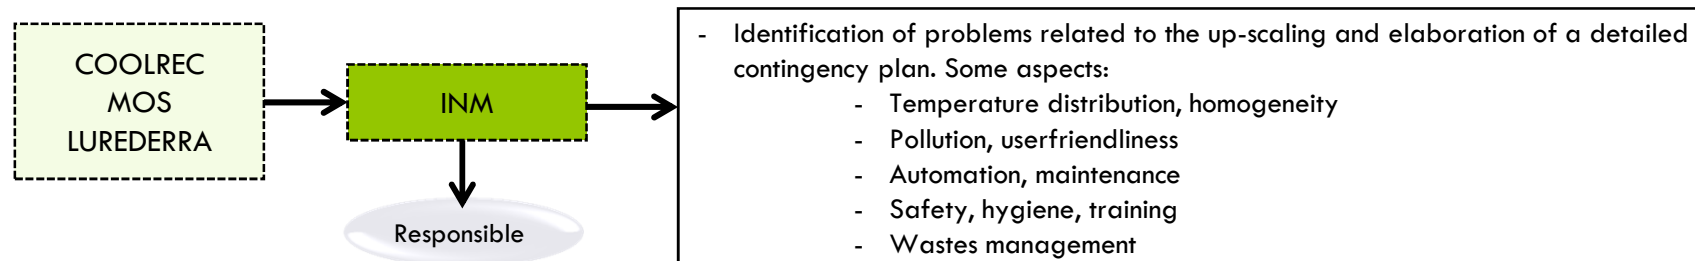 COOLREC
MOS
LUREDERRA
INM
Responsible
- Identification of problems related to the up-scaling and elaboration of a detailed
contingency plan. Some aspects:
- Temperature distribution, homogeneity
- Pollution, userfriendliness
- Automation, maintenance
- Safety, hygiene, training
- Wastes management